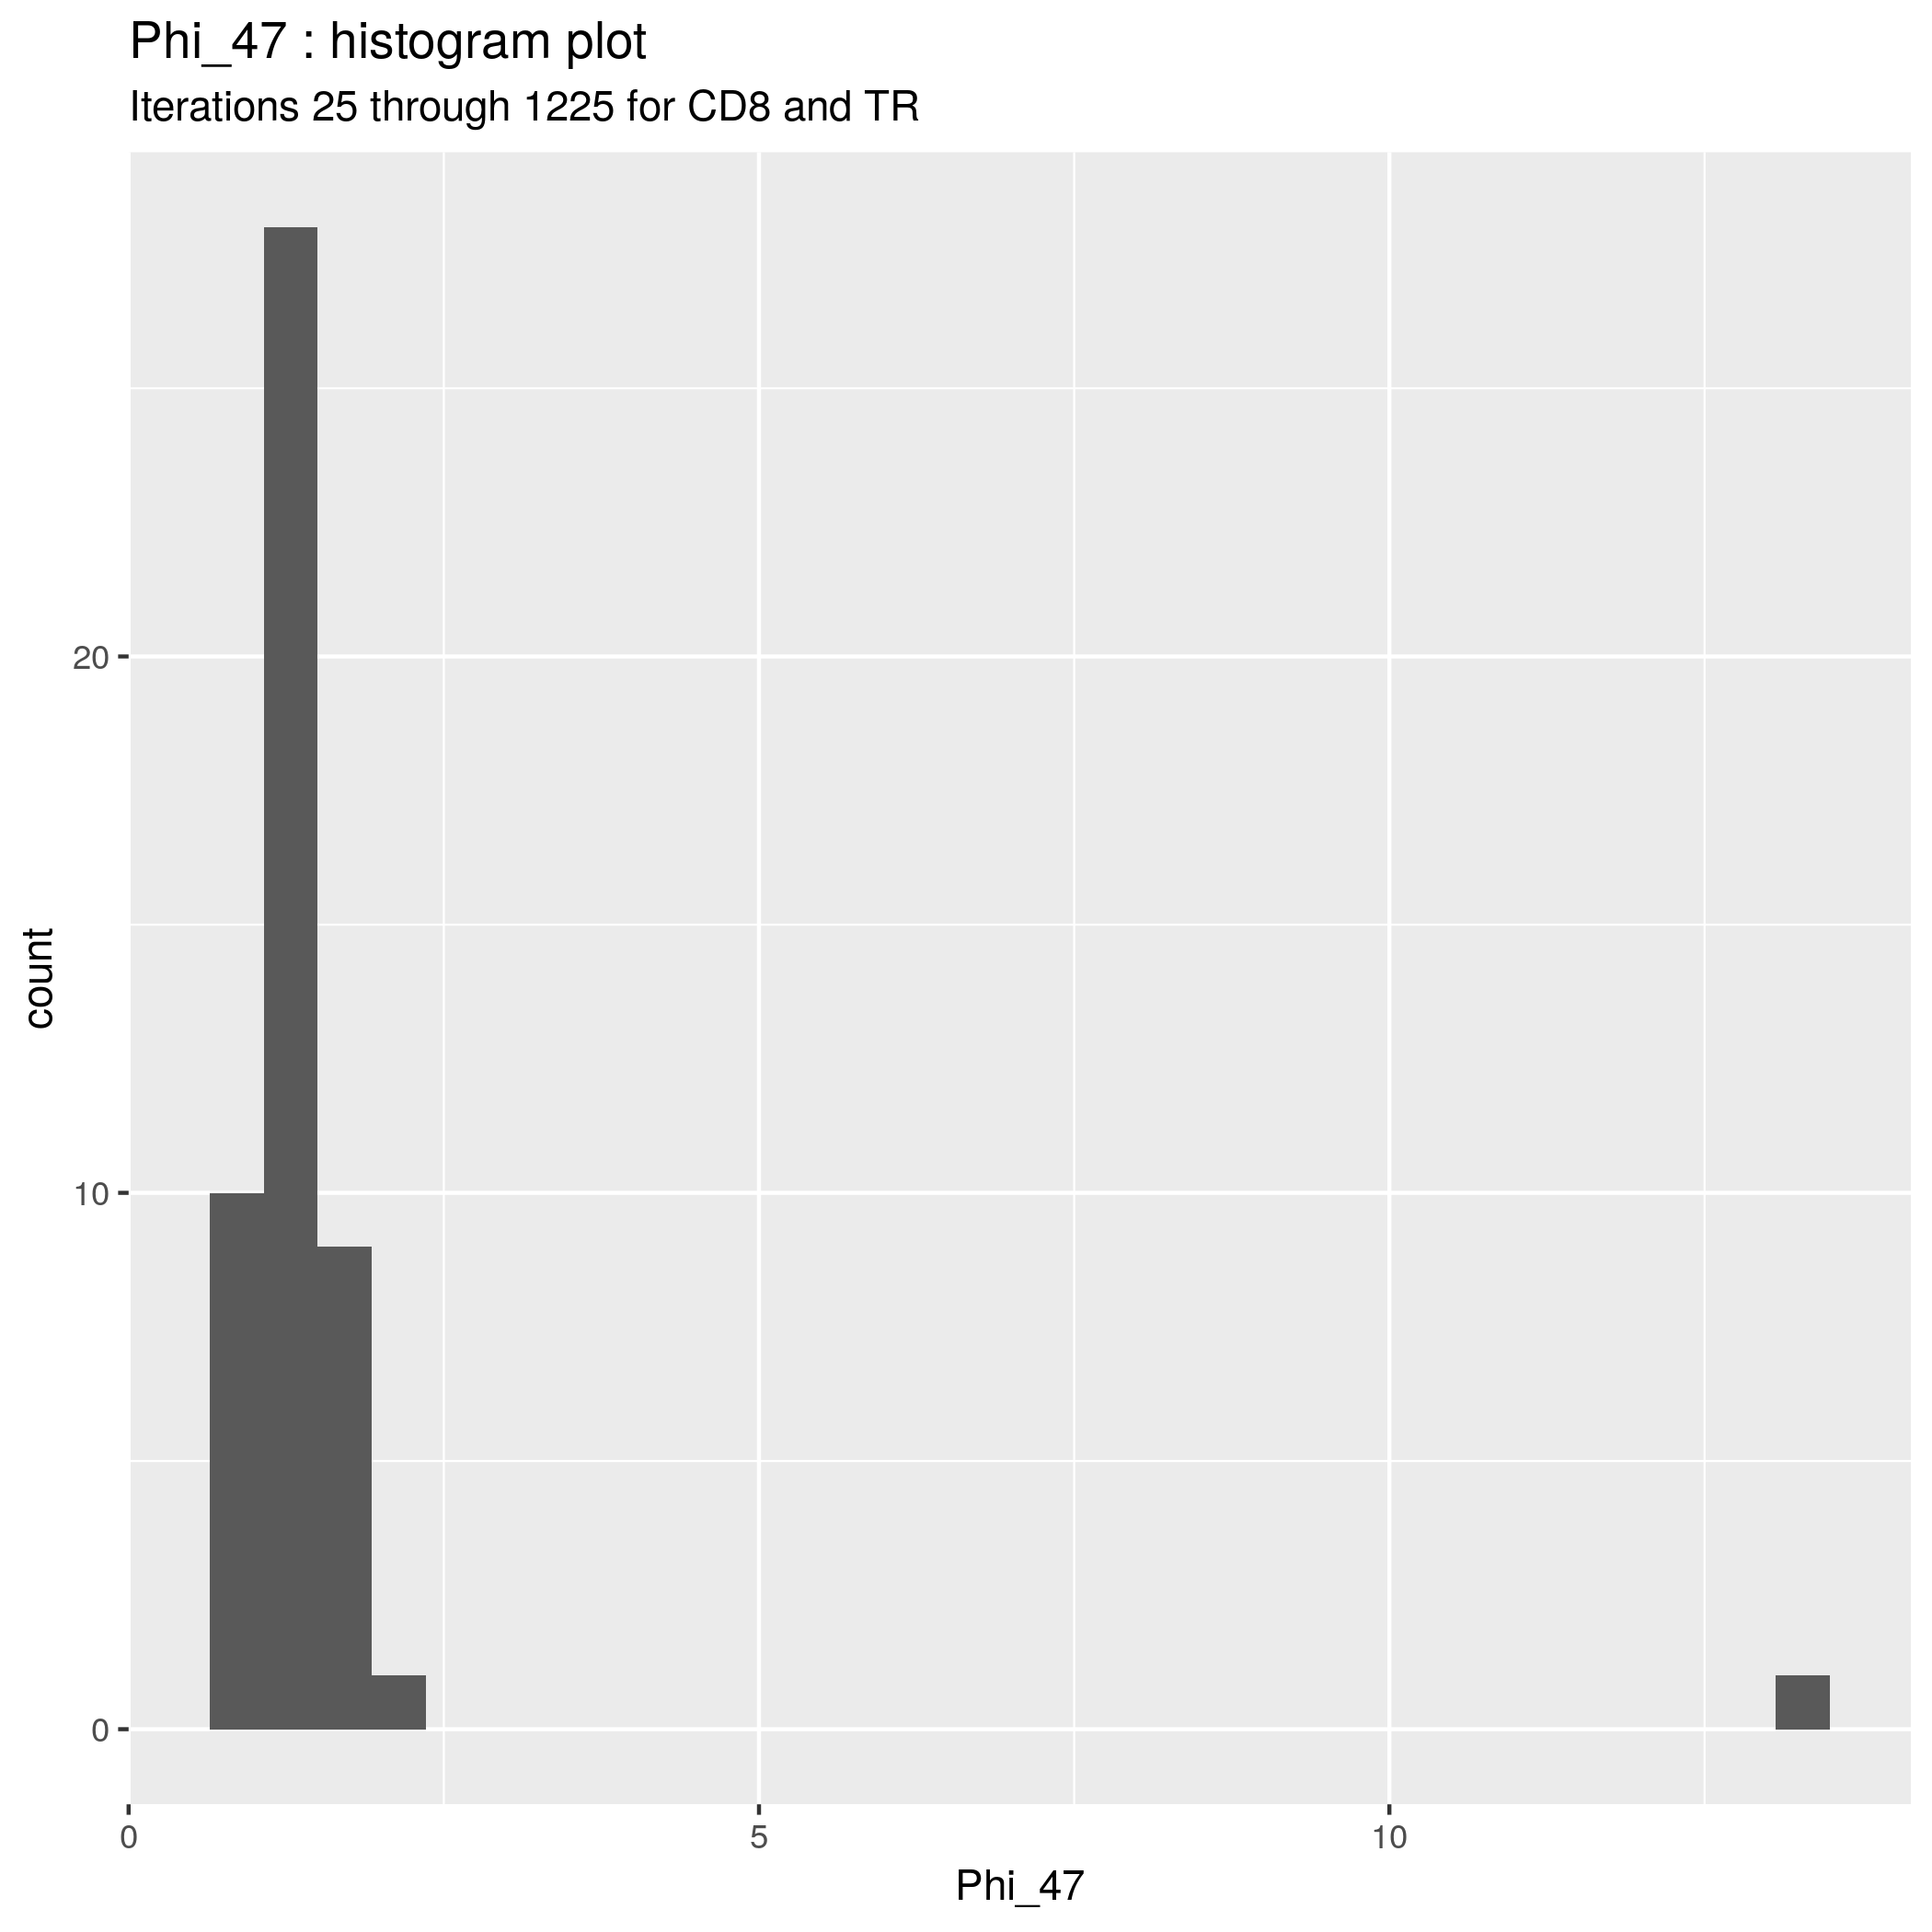 Phi_47 : histogram plot
Iterations 25 through 1225 for CD8 and TR
count
20
10
0
0 5 10
Phi_47